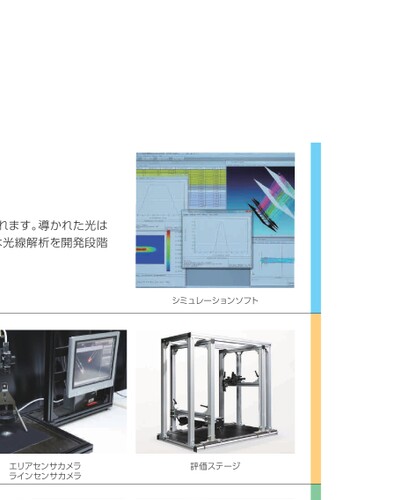 れます。導かれた光は
な光線解析を開発段階
シミュレーションソフト
エリアセンサカメラ
ラインセンサカメラ
評価ステージ